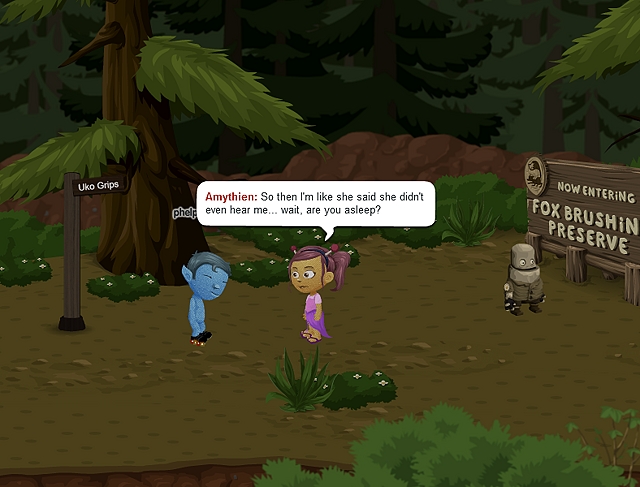 Uko Grips
Amythien: So then I'm like she said she didn't
even hear me... wait, are you asleep?
NOW ENTERING
FOX BRUSHIN
PRESERVE